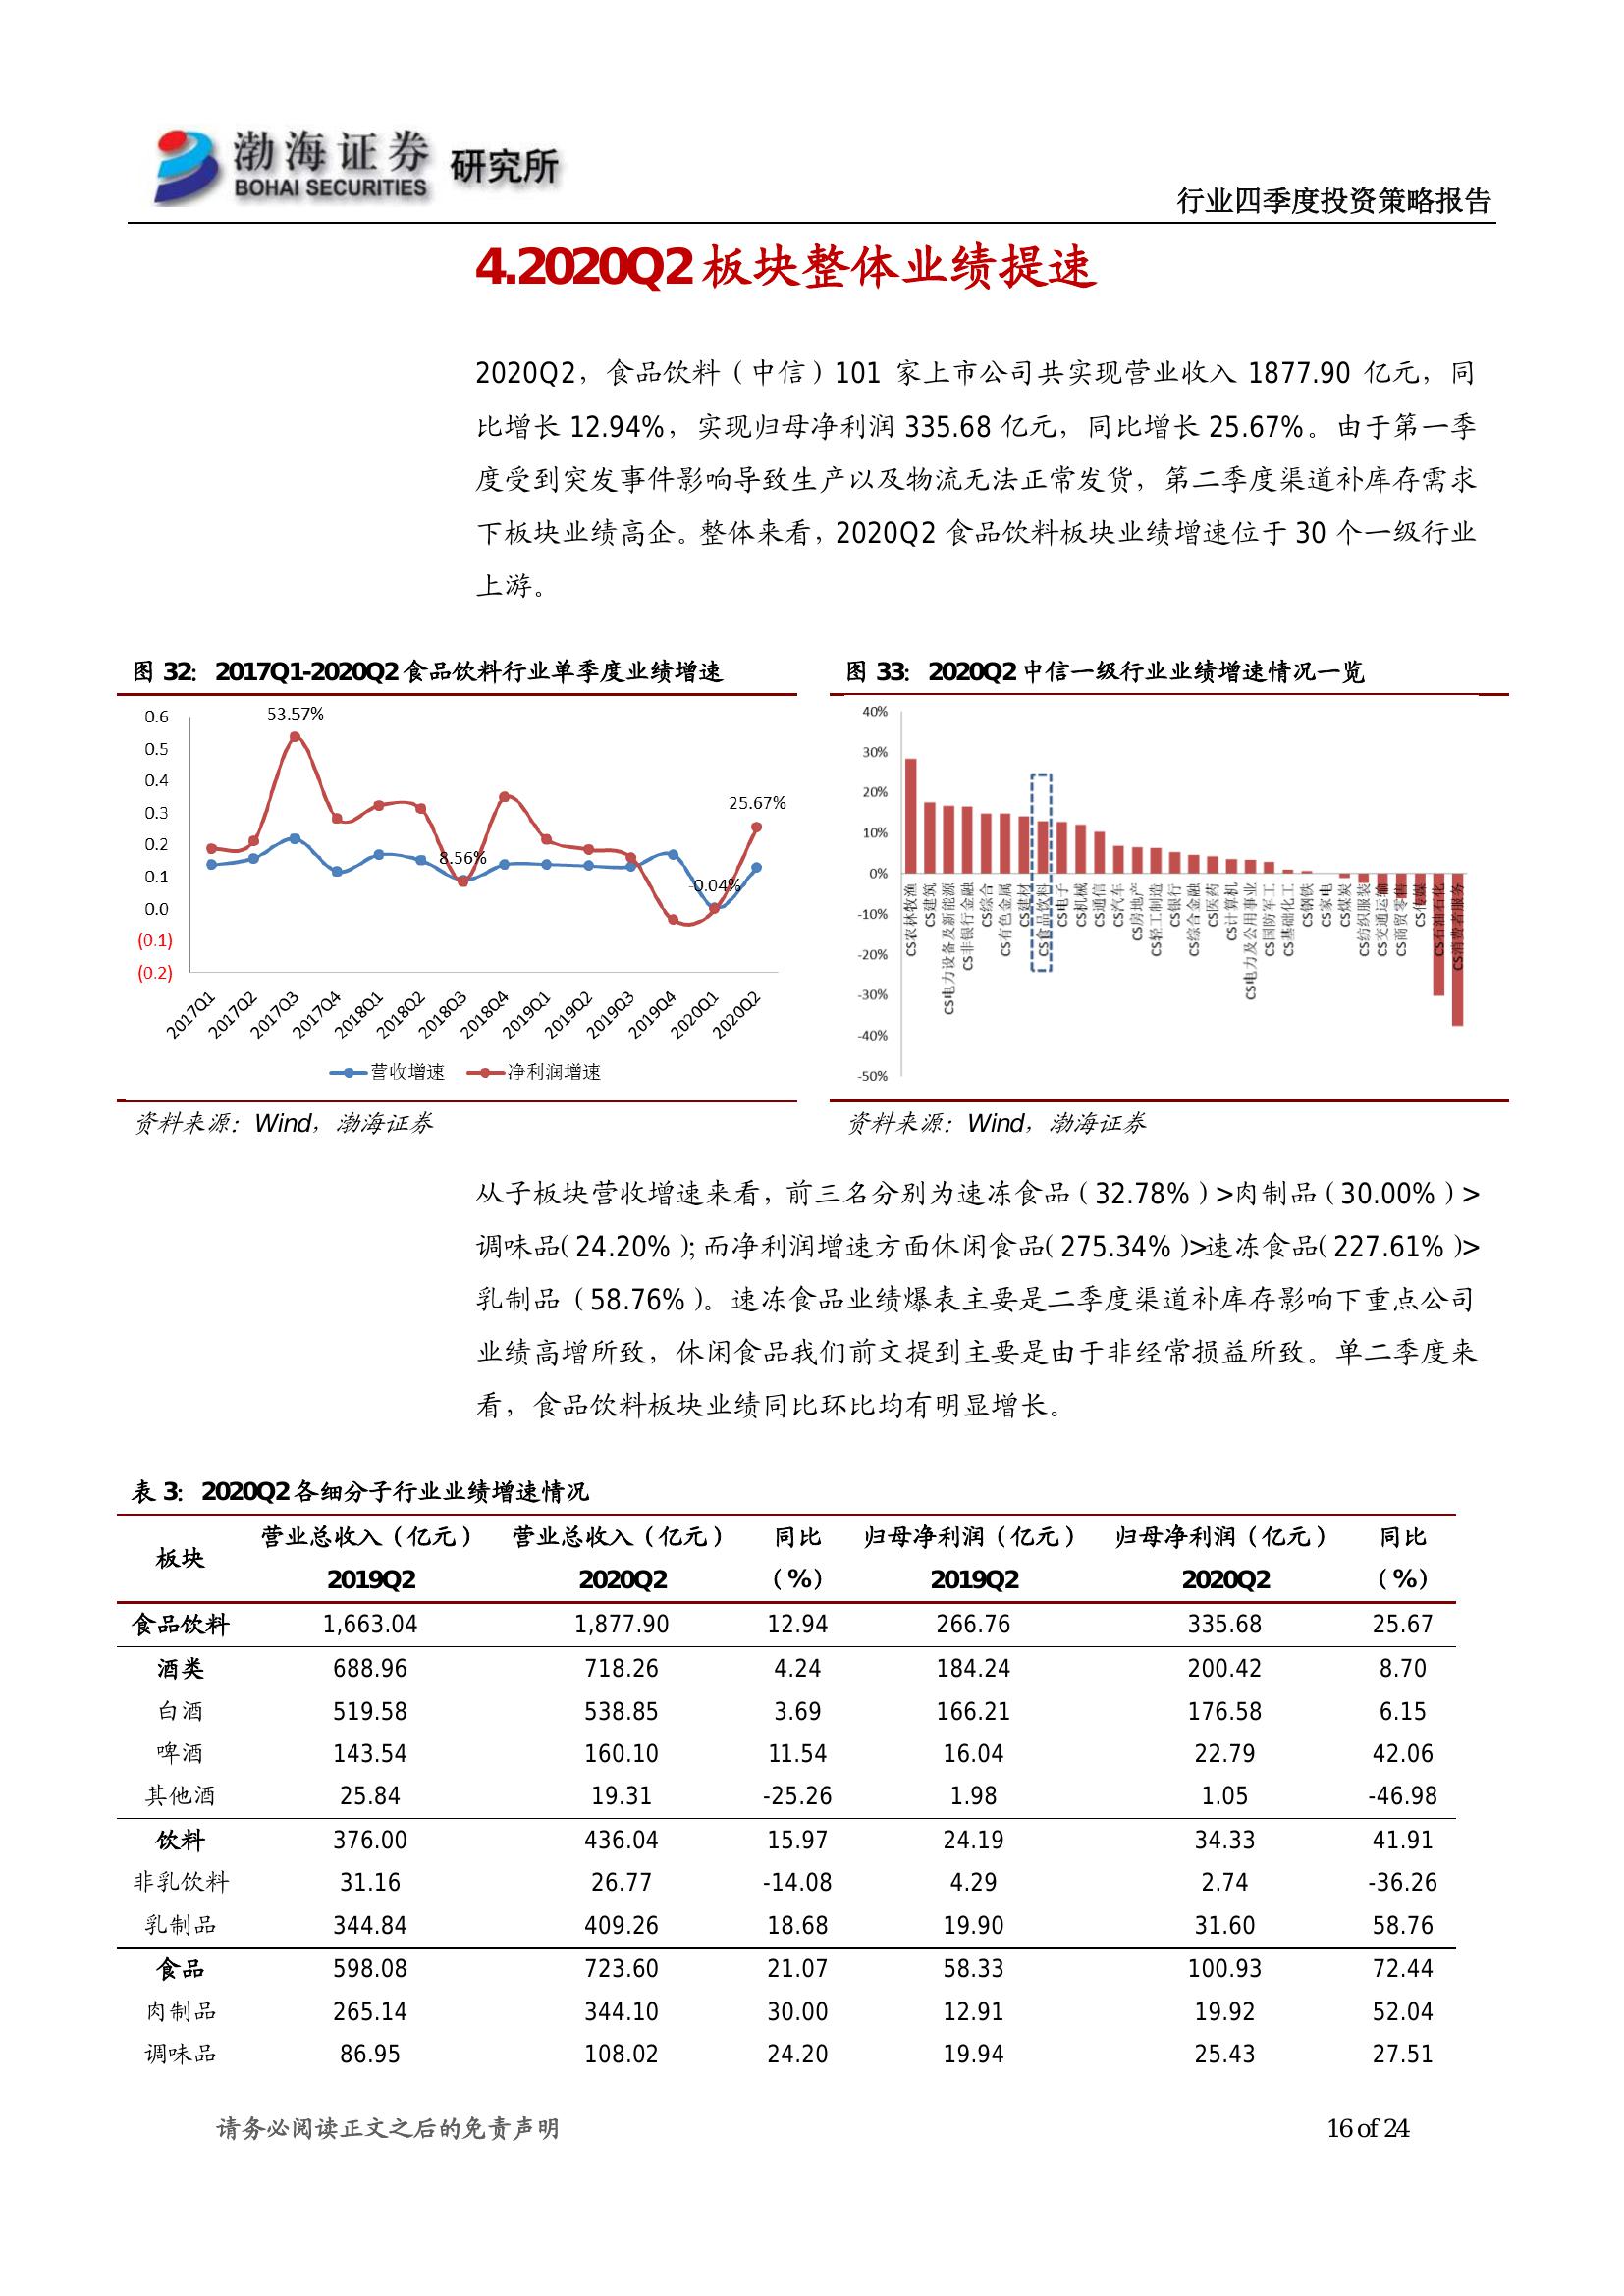 渤海证券
BOHAI SECURITIES
研究所
行业四季度投资策略报告
4.2020Q2 板块整体业绩提速
2020Q2，食品饮料（中信）101 家上市公司共实现营业收入 1877.90 亿元，同
比增长 12.94%，实现归母净利润 335.68 亿元，同比增长 25.67%。由于第一季
度受到突发事件影响导致生产以及物流无法正常发货，第二季度渠道补库存需求
下板块业绩高企。整体来看，2020Q2 食品饮料板块业绩增速位于 30 个一级行业
上游。
图 32：2017Q1-2020Q2 食品饮料行业单季度业绩增速
0.6
0.5
0.4
0.3
0.2
0.1
0.0
(0.1)
(0.2)
53.57%
8.56%
-0.04%
25.67%
2017Q1
2017Q2
2017Q3
2017Q4
2018Q1
2018Q2
2018Q3
2018Q4
2019Q1
2019Q2
2019Q3
2019Q4
2020Q1
2020Q2
营收增速
净利润增速
资料来源：Wind，渤海证券
图 33：2020Q2 中信一级行业业绩增速情况一览
40%
30%
20%
10%
0%
-10%
-20%
-30%
-40%
-50%
CS农林牧渔
CS建筑
CS电力设备及新能源
CS非银行金融
CS综合
CS有色金属
CS建材
CS食品饮料
CS电子
CS机械
CS通信
CS汽车
CS房地产
CS轻工制造
CS银行
CS综合金融
CS医药
CS计算机
CS电力及公用事业
CS国防军工
CS基础化工
CS钢铁
CS家电
CS煤炭
CS纺织服装
CS交通运输
CS商贸零售
CS传媒
CS石油石化
CS消费者服务
资料来源：Wind，渤海证券
从子板块营收增速来看，前三名分别为速冻食品（32.78%）>肉制品（30.00%）>
调味品（24.20%）；而净利润增速方面休闲食品（275.34%）>速冻食品（227.61%）>
乳制品（58.76%）。速冻食品业绩爆表主要是二季度渠道补库存影响下重点公司
业绩高增所致，休闲食品我们前文提到主要是由于非经常损益所致。单二季度来
看，食品饮料板块业绩同比环比均有明显增长。
表 3：2020Q2 各细分子行业业绩增速情况
板块 营业总收入（亿元） 营业总收入（亿元） 同比 归母净利润（亿元） 归母净利润（亿元） 同比
2019Q2 2020Q2 （%） 2019Q2 2020Q2 （%）
食品饮料 1,663.04 1,877.90 12.94 266.76 335.68 25.67
酒类 688.96 718.26 4.24 184.24 200.42 8.70
白酒 519.58 538.85 3.69 166.21 176.58 6.15
啤酒 143.54 160.10 11.54 16.04 22.79 42.06
其他酒 25.84 19.31 -25.26 1.98 1.05 -46.98
饮料 376.00 436.04 15.97 24.19 34.33 41.91
非乳饮料 31.16 26.77 -14.08 4.29 2.74 -36.26
乳制品 344.84 409.26 18.68 19.90 31.60 58.76
食品 598.08 723.60 21.07 58.33 100.93 72.44
肉制品 265.14 344.10 30.00 12.91 19.92 52.04
调味品 86.95 108.02 24.20 19.94 25.43 27.51
请务必阅读正文之后的免责声明
16 of 24